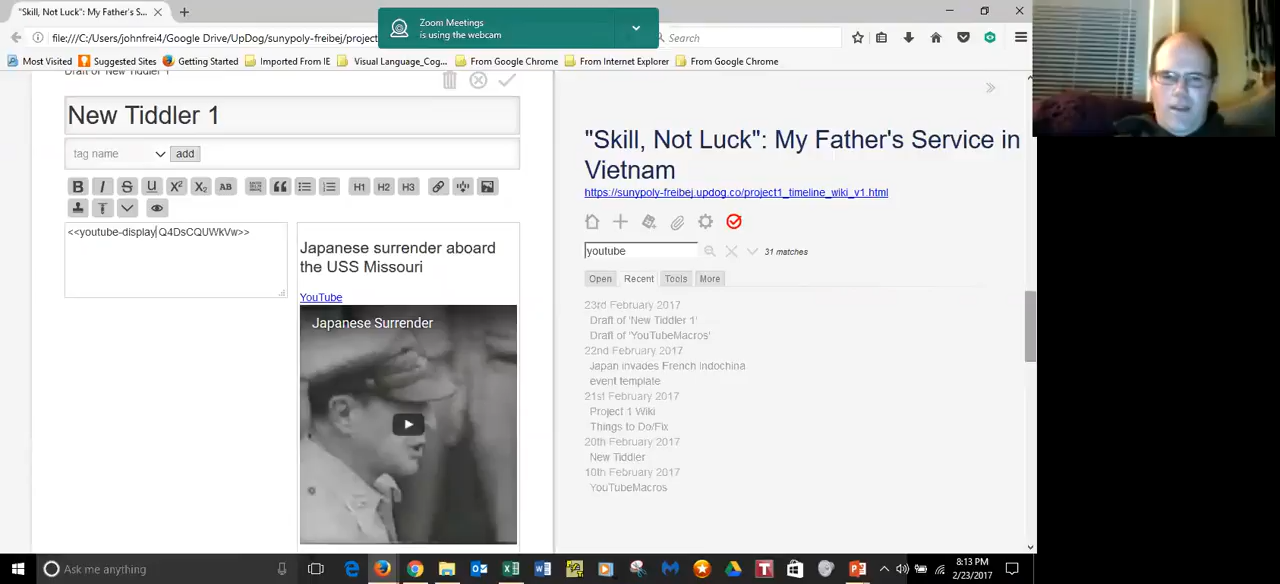 "Skill, Not Luck": My Father's S...
Zoom Meetings
is using the webcam
file:///C:/Users/johnfrei4/Google Drive/UpDog/sunypoly-freibej/project
Search
Most Visited Suggested Sites Getting Started Imported From IE Visual_Language_Cog... From Google Chrome From Internet Explorer From Google Chrome
Draft of 'New Tiddler 1'
New Tiddler 1
tag name add
B I S U X² X₂ AB H1 H2 H3
<<youtube-display Q4DsCQUWkVw>>
Japanese surrender aboard
the USS Missouri
YouTube
Japanese Surrender
"Skill, Not Luck": My Father's Service in
Vietnam
https://sunypoly-freibej.updog.co/project1_timeline_wiki_v1.html
youtube 31 matches
Open Recent Tools More
23rd February 2017
Draft of 'New Tiddler 1'
Draft of 'YouTubeMacros'
22nd February 2017
Japan invades French Indochina
event template
21st February 2017
Project 1 Wiki
Things to Do/Fix
20th February 2017
New Tiddler
10th February 2017
YouTubeMacros
Ask me anything
8:13 PM
2/23/2017